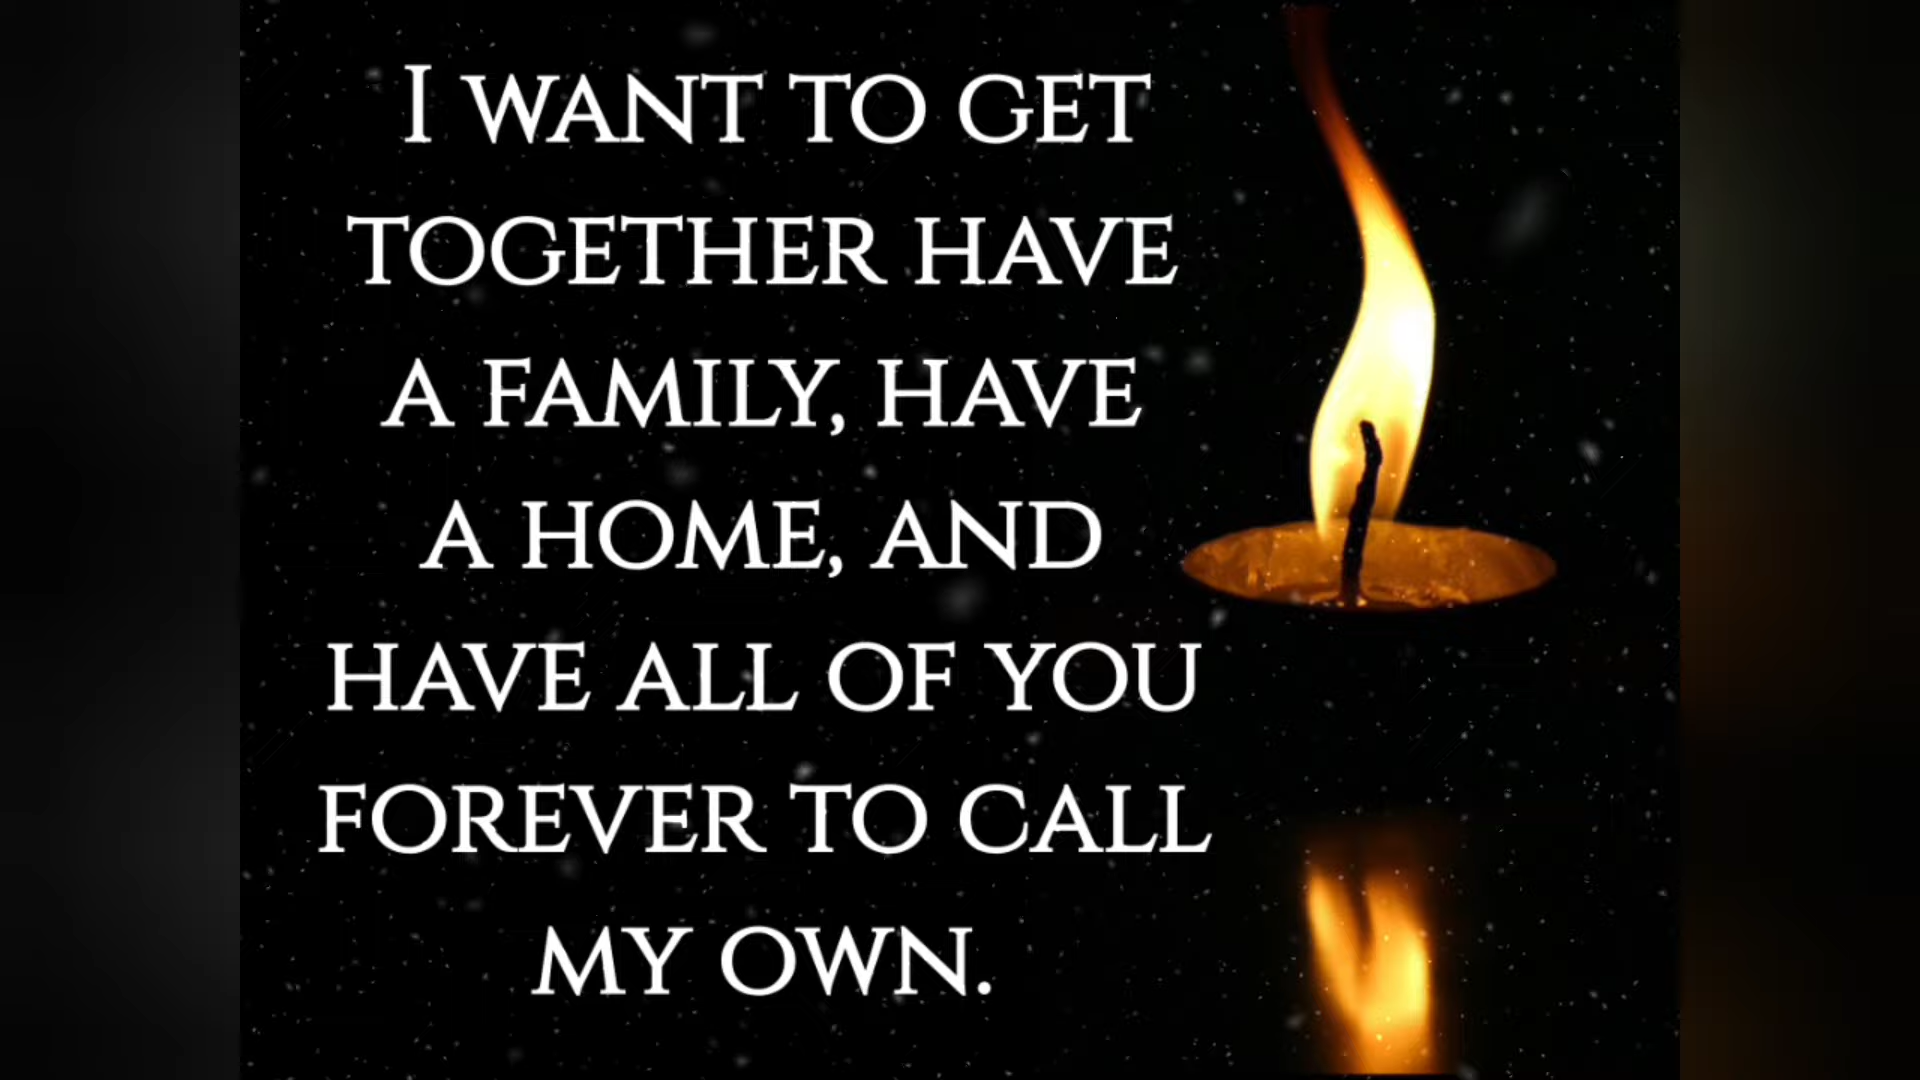 I WANT TO GET
TOGETHER HAVE
A FAMILY, HAVE
A HOME, AND
HAVE ALL OF YOU
FOREVER TO CALL
MY OWN.